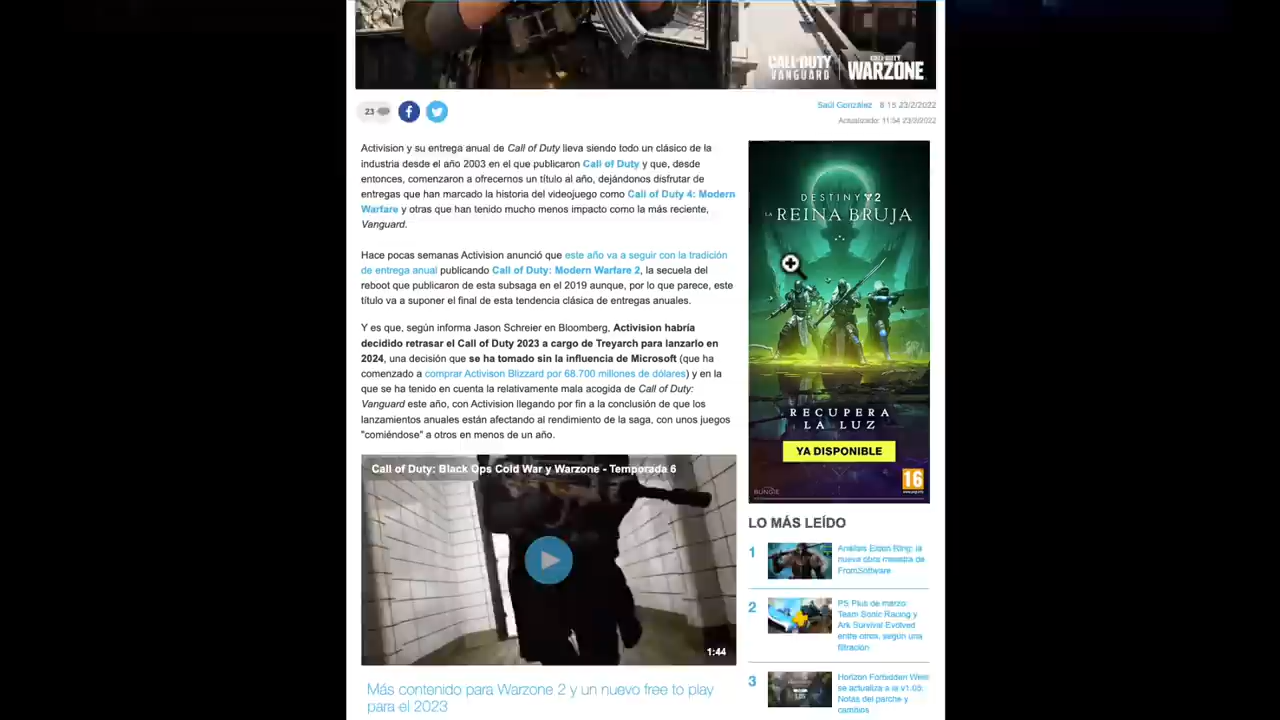 CALL OF DUTY
VANGUARD
CALL OF DUTY
WARZONE
23
Saúl González 8:15 23/2/2022
Actualizado: 11:54 23/2/2022
Activision y su entrega anual de Call of Duty lleva siendo todo un clásico de la
industria desde el año 2003 en el que publicaron Call of Duty y que, desde
entonces, comenzaron a ofrecernos un título al año, dejándonos disfrutar de
entregas que han marcado la historia del videojuego como Call of Duty 4: Modern
Warfare y otras que han tenido mucho menos impacto como la más reciente,
Vanguard.
Hace pocas semanas Activision anunció que este año va a seguir con la tradición
de entrega anual publicando Call of Duty: Modern Warfare 2, la secuela del
reboot que publicaron de esta subsaga en el 2019 aunque, por lo que parece, este
título va a suponer el final de esta tendencia clásica de entregas anuales.
Y es que, según informa Jason Schreier en Bloomberg, Activision habría
decidido retrasar el Call of Duty 2023 a cargo de Treyarch para lanzarlo en
2024, una decisión que se ha tomado sin la influencia de Microsoft (que ha
comenzado a comprar Activison Blizzard por 68.700 millones de dólares) y en la
que se ha tenido en cuenta la relativamente mala acogida de Call of Duty:
Vanguard este año, con Activision llegando por fin a la conclusión de que los
lanzamientos anuales están afectando al rendimiento de la saga, con unos juegos
"comiéndose" a otros en menos de un año.
Call of Duty: Black Ops Cold War y Warzone - Temporada 6
1:44
Más contenido para Warzone 2 y un nuevo free to play
para el 2023
DESTINY 2
LA REINA BRUJA
RECUPERA
LA LUZ
YA DISPONIBLE
BUNGIE
16
LO MÁS LEÍDO
1
Análisis Elden Ring: la
nueva obra maestra de
FromSoftware
2
PS Plus de marzo:
Team Sonic Racing y
Ark Survival Evolved
entre otros, según una
filtración
3
Horizon Forbidden West
se actualiza a la v1.05:
Notas del parche y
cambios